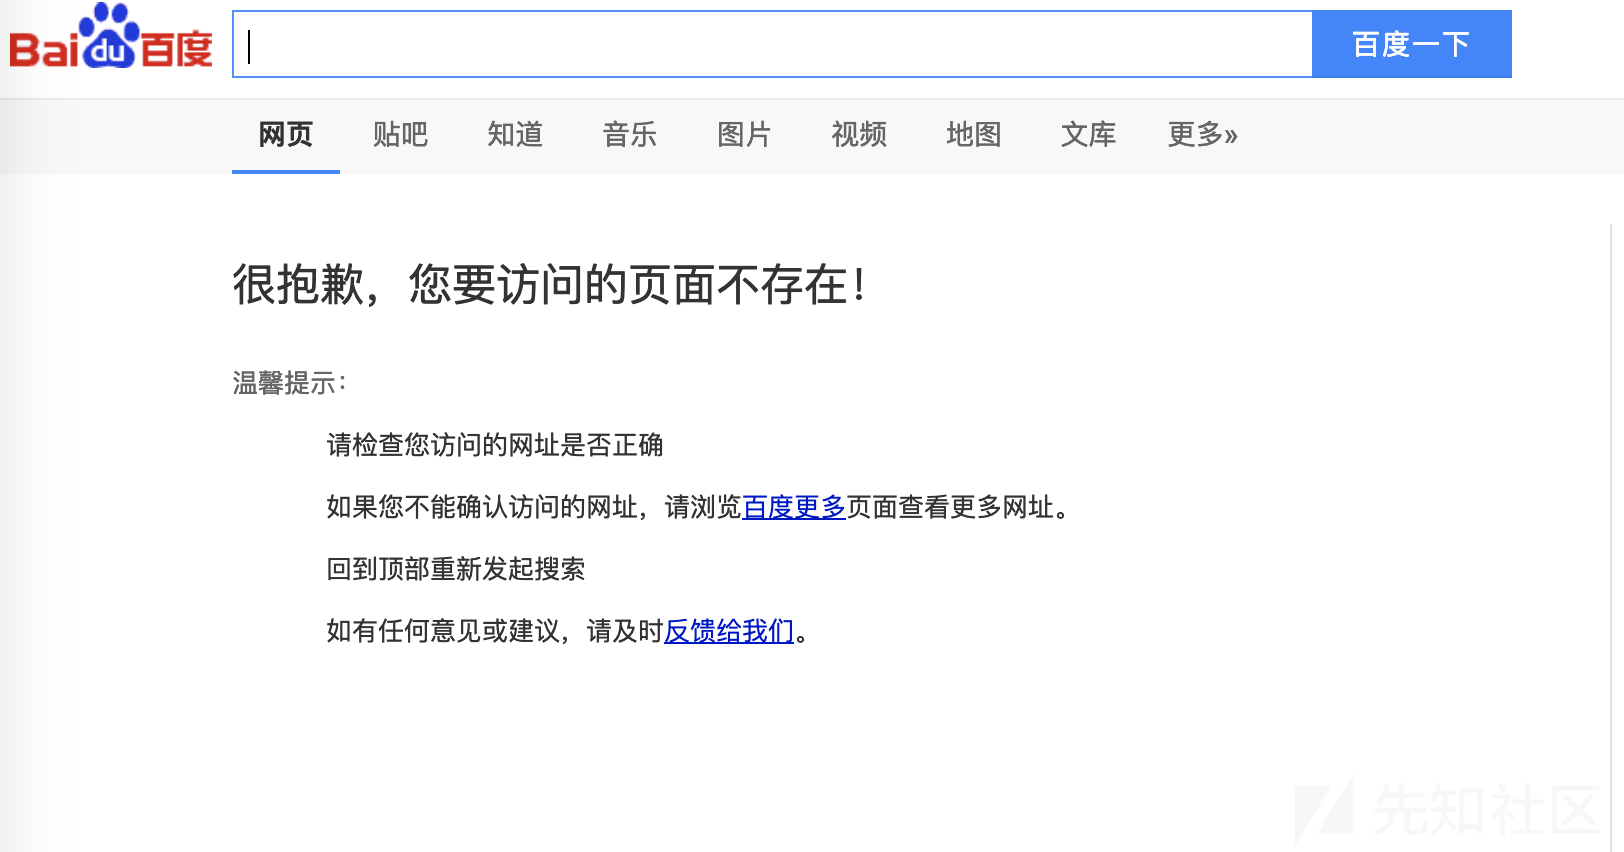 Baidu百度
百度一下
网页 贴吧 知道 音乐 图片 视频 地图 文库 更多»
很抱歉，您要访问的页面不存在！
温馨提示：
请检查您访问的网址是否正确
如果您不能确认访问的网址，请浏览百度更多页面查看更多网址。
回到顶部重新发起搜索
如有任何意见或建议，请及时反馈给我们。
先知社区